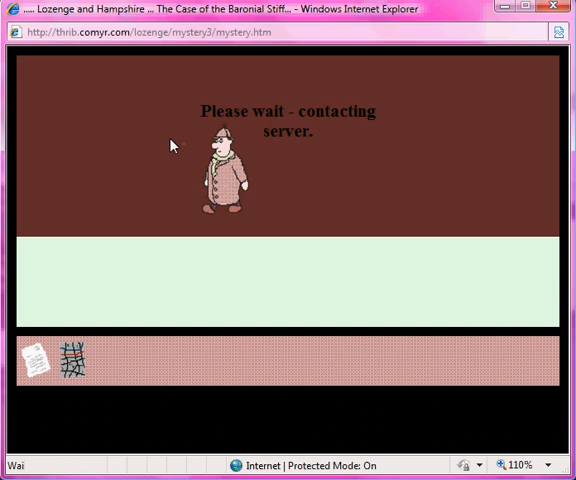 ..... Lozenge and Hampshire ... The Case of the Baronial Stiff... - Windows Internet Explorer
http://thrib.comyr.com/lozenge/mystery3/mystery.htm
Please wait - contacting
server.
Wai
Internet | Protected Mode: On
110%